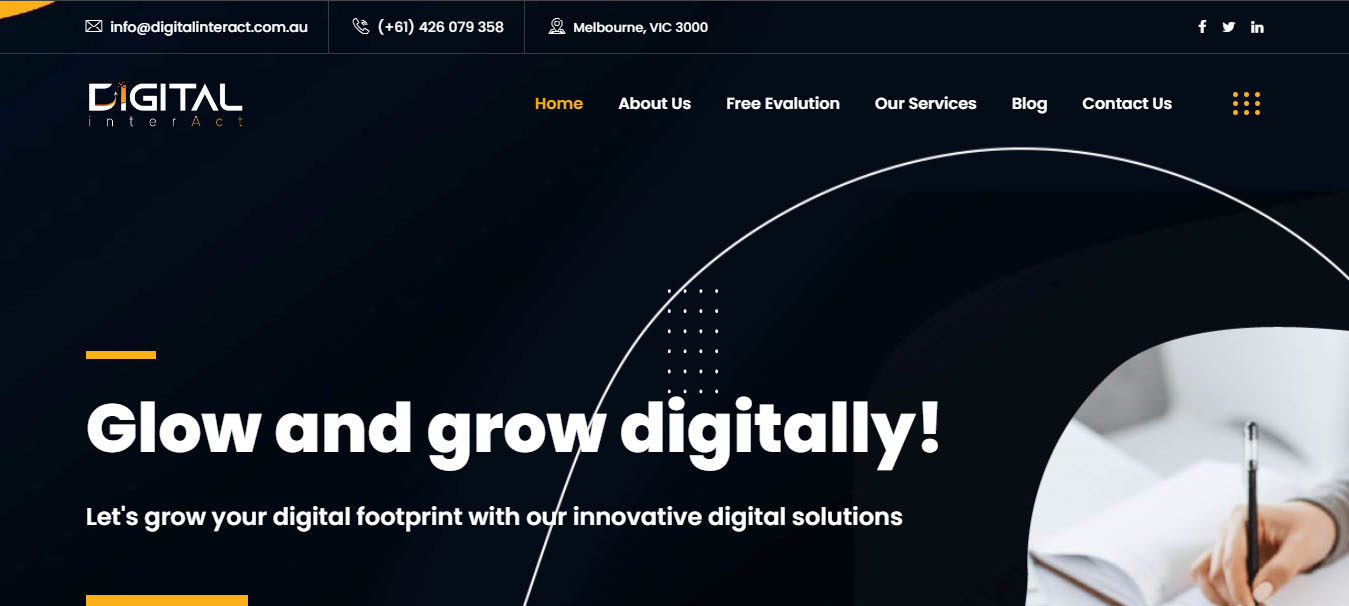 info@digitalinteract.com.au
(+61) 426 079 358
Melbourne, VIC 3000
DIGITAL
interAct
Home About Us Free Evalution Our Services Blog Contact Us
Glow and grow digitally!
Let's grow your digital footprint with our innovative digital solutions